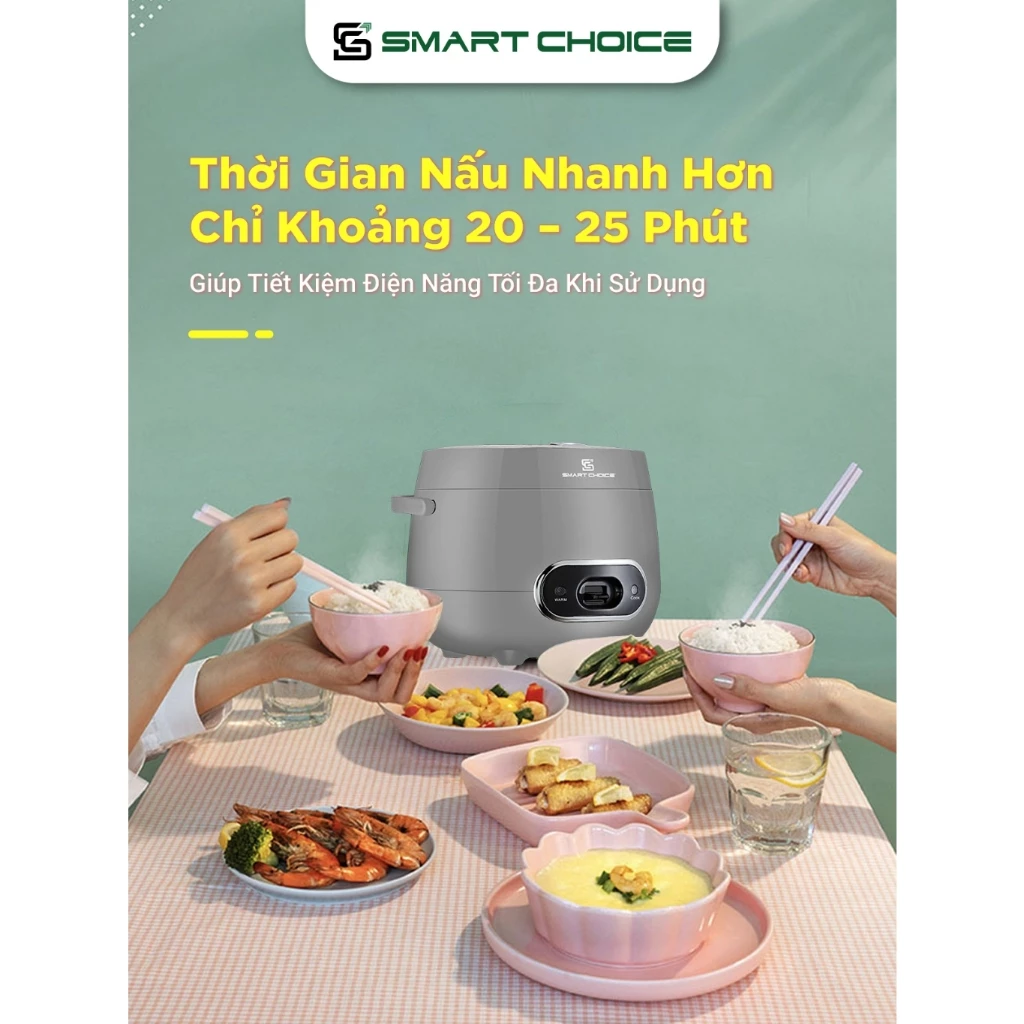 SMART CHOICE
Thời Gian Nấu Nhanh Hơn
Chỉ Khoảng 20 – 25 Phút
Giúp Tiết Kiệm Điện Năng Tối Đa Khi Sử Dụng
SMART CHOICE
WARM
COOK